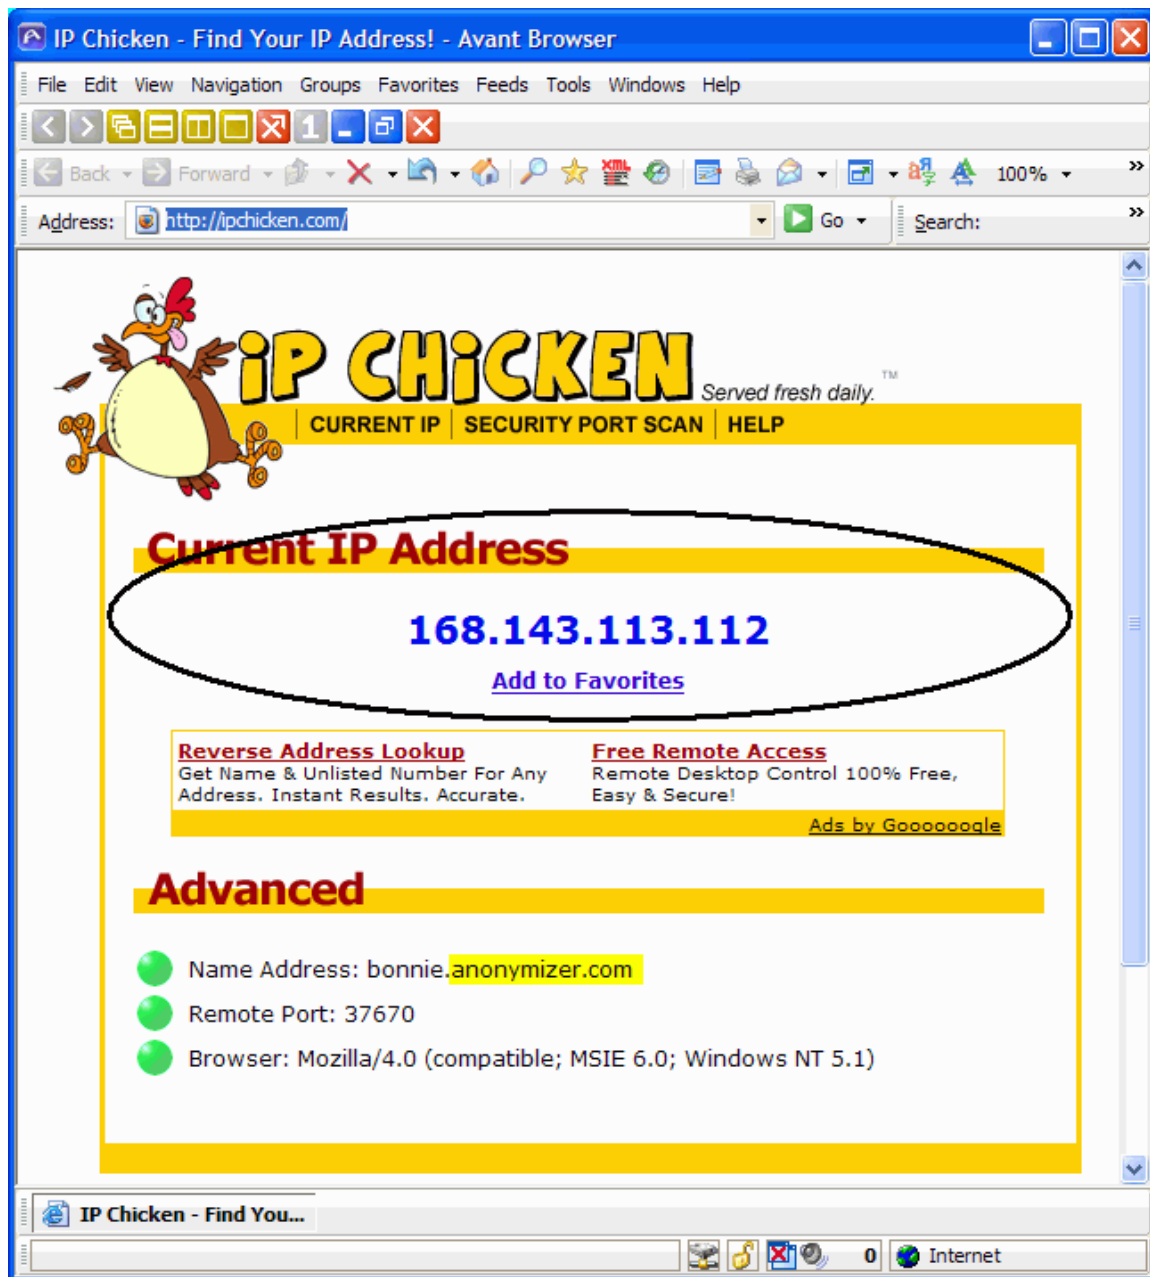 IP Chicken - Find Your IP Address! - Avant Browser
File Edit View Navigation Groups Favorites Feeds Tools Windows Help
1
Back Forward XML 100% »
Address: http://ipchicken.com/ Go Search: »
iP CHiCKEN Served fresh daily. ™
CURRENT IP SECURITY PORT SCAN HELP
Current IP Address
168.143.113.112
Add to Favorites
Reverse Address Lookup
Get Name & Unlisted Number For Any
Address. Instant Results. Accurate.
Free Remote Access
Remote Desktop Control 100% Free,
Easy & Secure!
Ads by Goooooogle
Advanced
Name Address: bonnie.anonymizer.com
Remote Port: 37670
Browser: Mozilla/4.0 (compatible; MSIE 6.0; Windows NT 5.1)
IP Chicken - Find You...
0 Internet